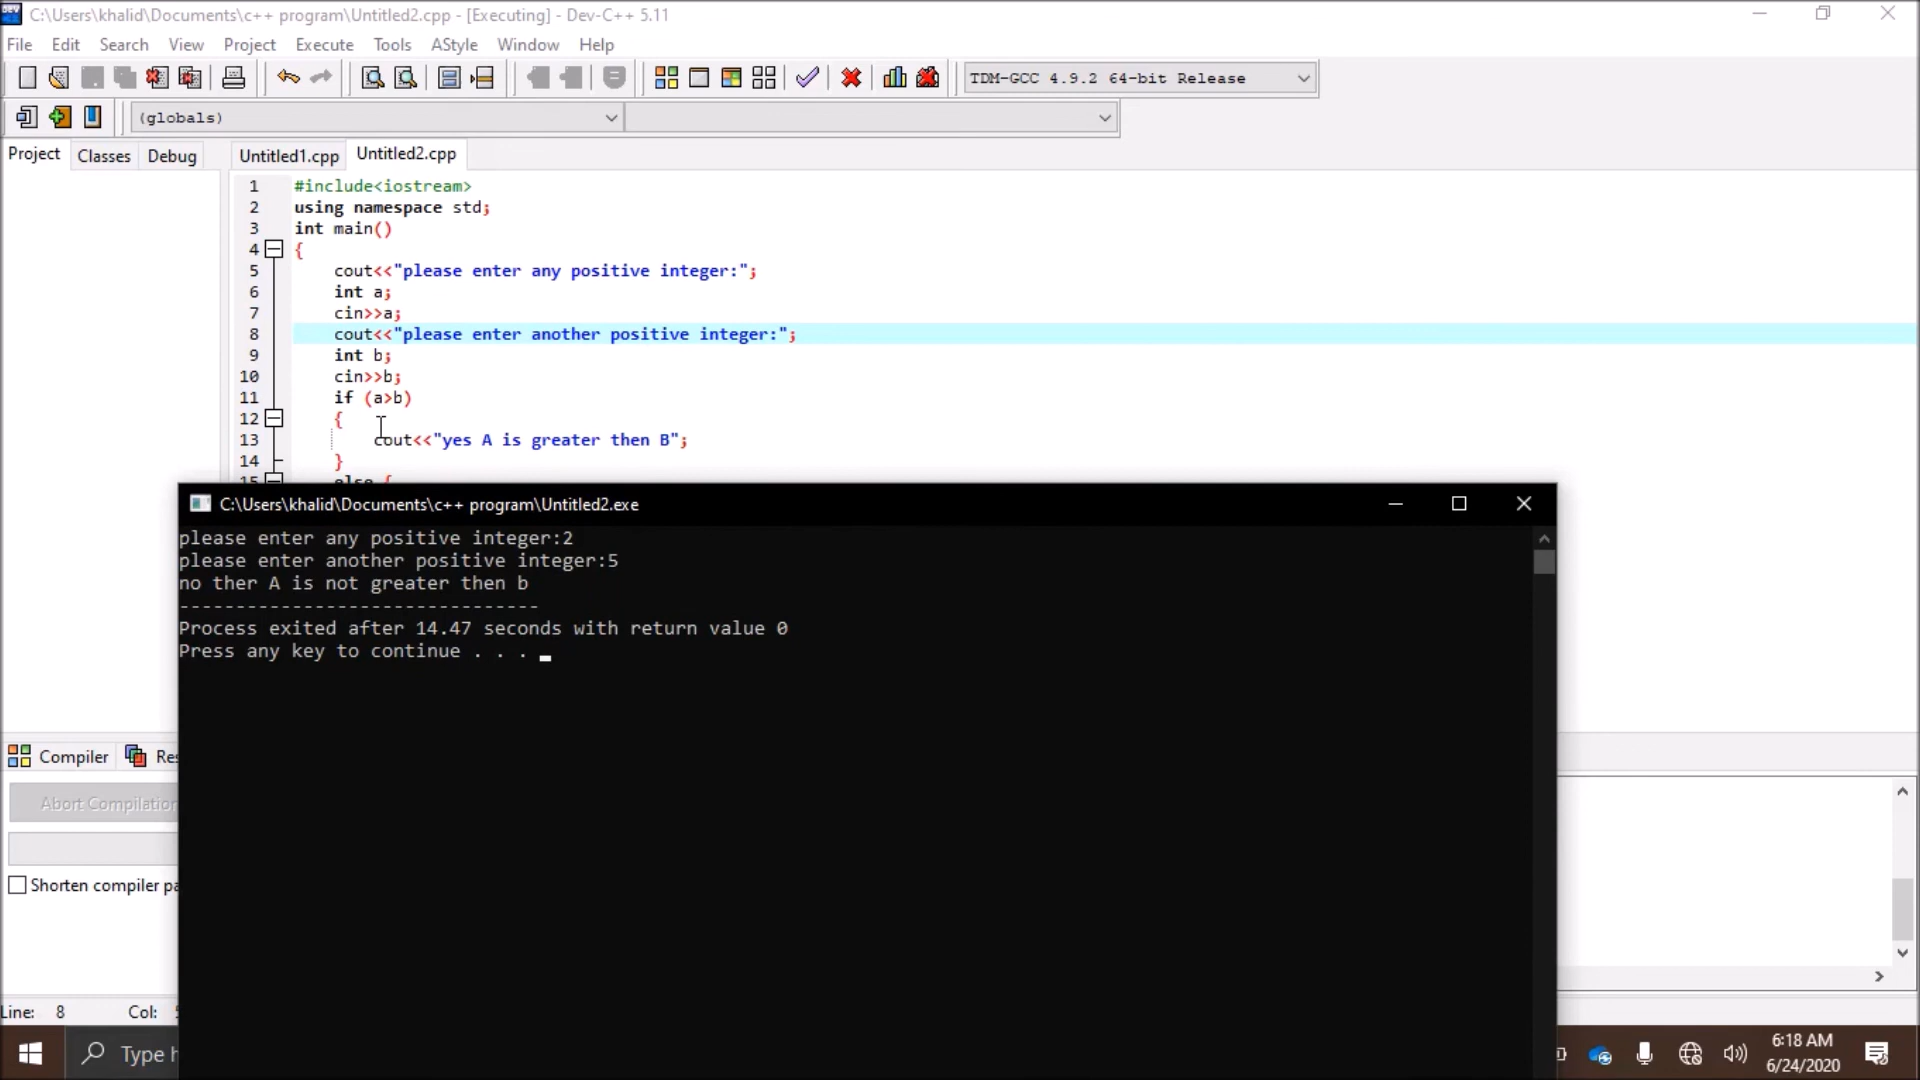 C:\Users\khalid\Documents\c++ program\Untitled2.cpp - [Executing] - Dev-C++ 5.11
File Edit Search View Project Execute Tools AStyle Window Help
TDM-GCC 4.9.2 64-bit Release
(globals)
Project Classes Debug Untitled1.cpp Untitled2.cpp
1 #include<iostream>
2 using namespace std;
3 int main()
4 {
5 cout<<"please enter any positive integer:";
6 int a;
7 cin>>a;
8 cout<<"please enter another positive integer:";
9 int b;
10 cin>>b;
11 if (a>b)
12 {
13 cout<<"yes A is greater then B";
14 }
15 else {
C:\Users\khalid\Documents\c++ program\Untitled2.exe
please enter any positive integer:2
please enter another positive integer:5
no ther A is not greater then b
--------------------------------
Process exited after 14.47 seconds with return value 0
Press any key to continue . . .
Compiler Res
Abort Compilation
Shorten compiler pa
Line: 8 Col:
Type h
6:18 AM
6/24/2020